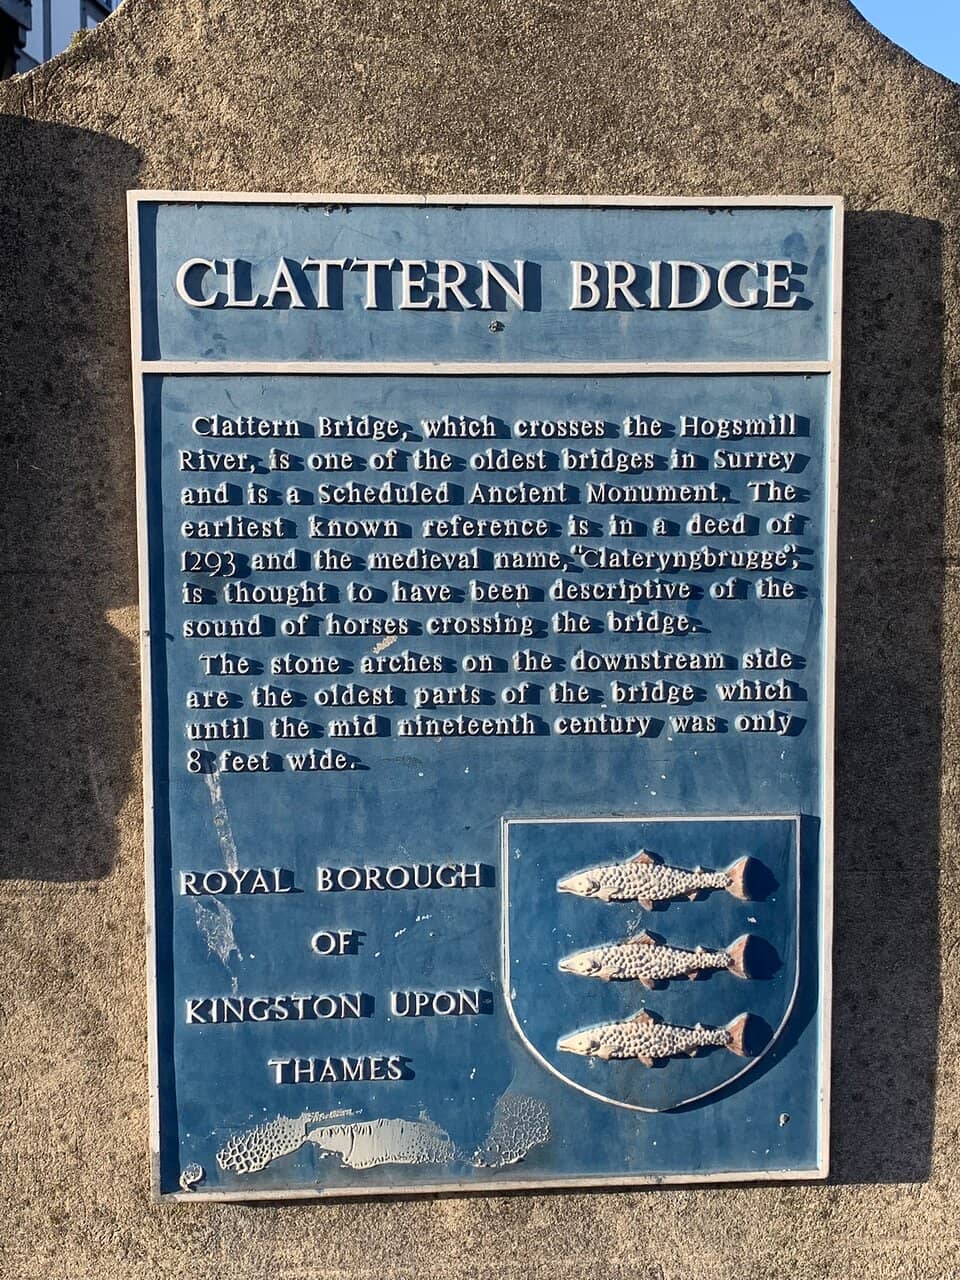 CLATTERN BRIDGE
Clattern Bridge, which crosses the Hogsmill
River, is one of the oldest bridges in Surrey
and is a Scheduled Ancient Monument. The
earliest known reference is in a deed of
1293 and the medieval name, "Clateryngbrugge",
is thought to have been descriptive of the
sound of horses crossing the bridge.
The stone arches on the downstream side
are the oldest parts of the bridge which
until the mid nineteenth century was only
8 feet wide.
ROYAL BOROUGH
OF
KINGSTON UPON
THAMES